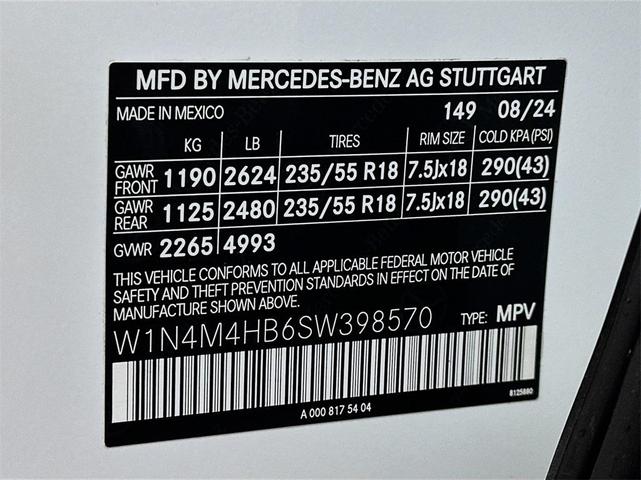 MFD BY MERCEDES-BENZ AG STUTTGART
MADE IN MEXICO 149 08/24
KG LB TIRES RIM SIZE COLD KPA(PSI)
GAWR FRONT 1190 2624 235/55 R18 7.5Jx18 290(43)
GAWR REAR 1125 2480 235/55 R18 7.5Jx18 290(43)
GVWR 2265 4993
THIS VEHICLE CONFORMS TO ALL APPLICABLE FEDERAL MOTOR VEHICLE
SAFETY AND THEFT PREVENTION STANDARDS IN EFFECT ON THE DATE OF
MANUFACTURE SHOWN ABOVE.
W1N4M4HB6SW398570 TYPE: MPV
8125880
A 000 817 54 04